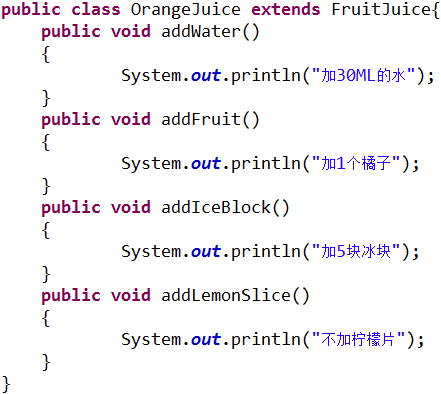 public class OrangeJuice extends FruitJuice{
    public void addWater()
    {
            System.out.println("加30ML的水");
    }
    public void addFruit()
    {
            System.out.println("加1个橘子");
    }
    public void addIceBlock()
    {
            System.out.println("加5块冰块");
    }
    public void addLemonSlice()
    {
            System.out.println("不加柠檬片");
    }
}